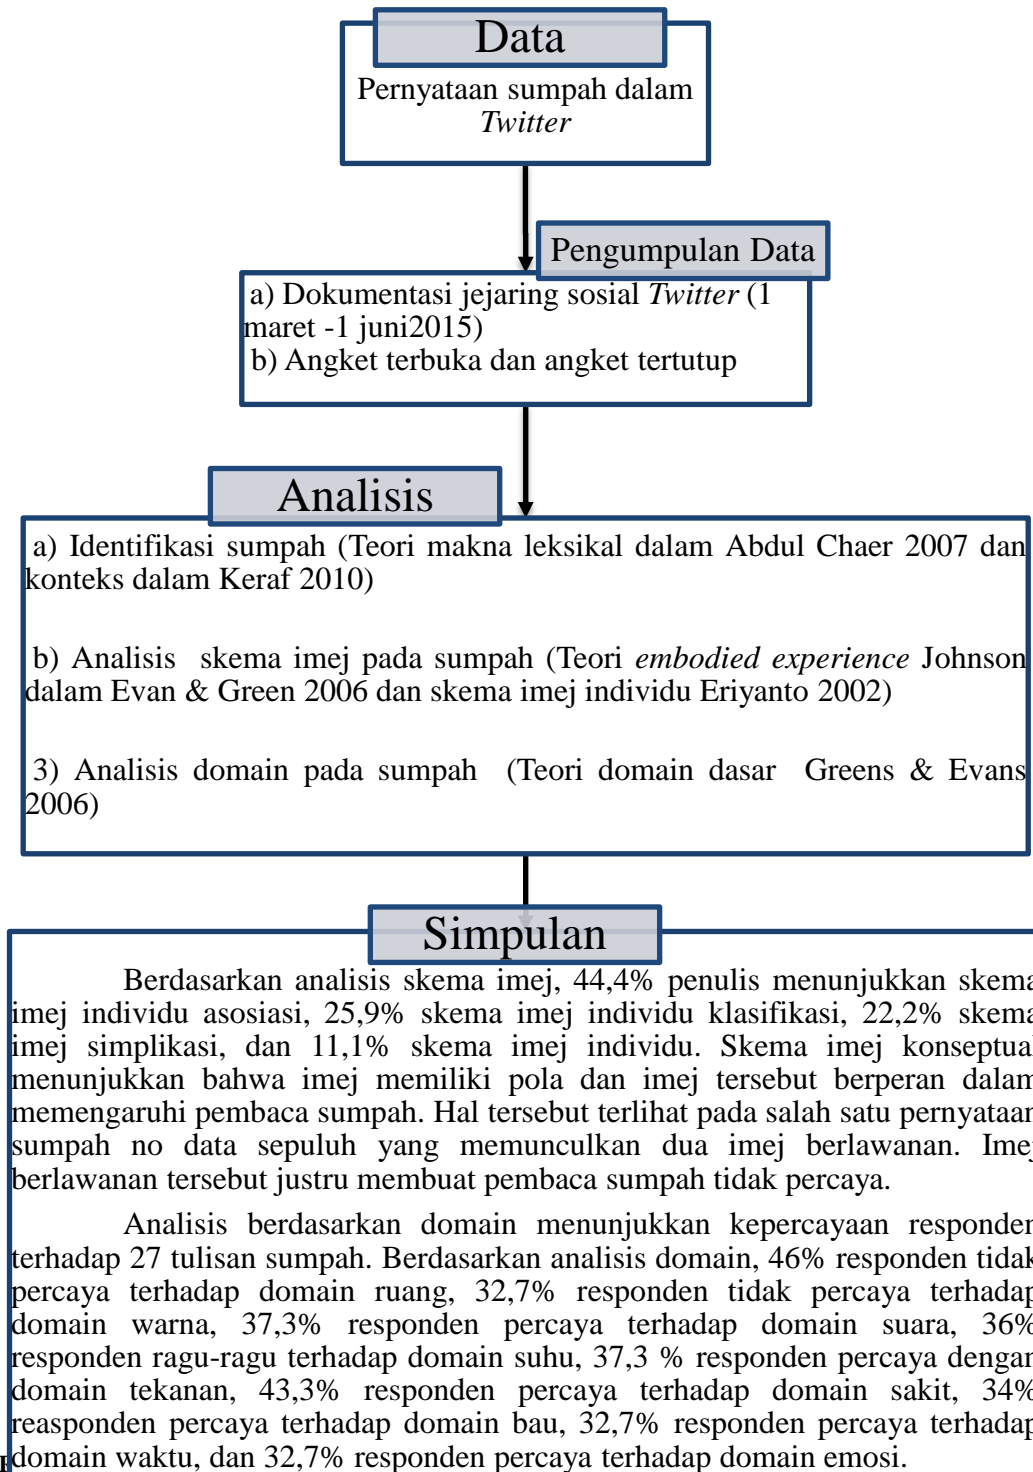 Data
Pernyataan sumpah dalam
Twitter
Pengumpulan Data
a) Dokumentasi jejaring sosial Twitter (1
maret -1 juni2015)
b) Angket terbuka dan angket tertutup
Analisis
a) Identifikasi sumpah (Teori makna leksikal dalam Abdul Chaer 2007 dan
konteks dalam Keraf 2010)
b) Analisis skema imej pada sumpah (Teori embodied experience Johnson
dalam Evan & Green 2006 dan skema imej individu Eriyanto 2002)
3) Analisis domain pada sumpah (Teori domain dasar Greens & Evans
2006)
Simpulan
Berdasarkan analisis skema imej, 44,4% penulis menunjukkan skema
imej individu asosiasi, 25,9% skema imej individu klasifikasi, 22,2% skema
imej simplikasi, dan 11,1% skema imej individu. Skema imej konseptual
menunjukkan bahwa imej memiliki pola dan imej tersebut berperan dalam
memengaruhi pembaca sumpah. Hal tersebut terlihat pada salah satu pernyataan
sumpah no data sepuluh yang memunculkan dua imej berlawanan. Imej
berlawanan tersebut justru membuat pembaca sumpah tidak percaya.
Analisis berdasarkan domain menunjukkan kepercayaan responden
terhadap 27 tulisan sumpah. Berdasarkan analisis domain, 46% responden tidak
percaya terhadap domain ruang, 32,7% responden tidak percaya terhadap
domain warna, 37,3% responden percaya terhadap domain suara, 36%
responden ragu-ragu terhadap domain suhu, 37,3 % responden percaya dengan
domain tekanan, 43,3% responden percaya terhadap domain sakit, 34%
reasponden percaya terhadap domain bau, 32,7% responden percaya terhadap
domain waktu, dan 32,7% responden percaya terhadap domain emosi.